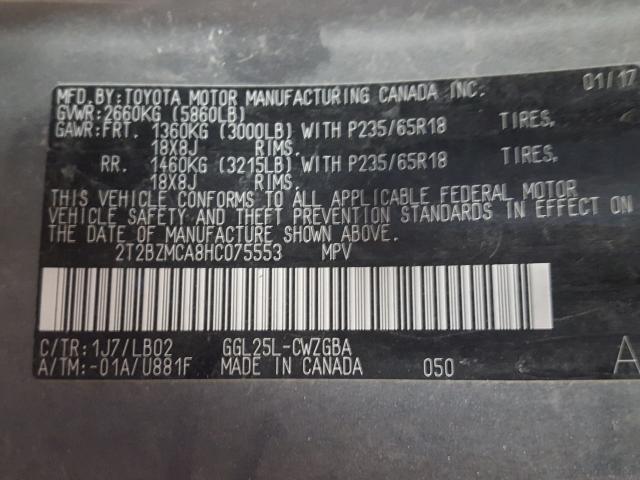 MFD.BY:TOYOTA MOTOR MANUFACTURING CANADA INC. 01/17
GVWR:2660KG (5860LB)
GAWR:FRT. 1360KG (3000LB) WITH P235/65R18 TIRES,
18X8J RIMS.
RR. 1460KG (3215LB) WITH P235/65R18 TIRES,
18X8J RIMS.
THIS VEHICLE CONFORMS TO ALL APPLICABLE FEDERAL MOTOR
VEHICLE SAFETY AND THEFT PREVENTION STANDARDS IN EFFECT ON
THE DATE OF MANUFACTURE SHOWN ABOVE.
2T2BZMCA8HC075553 MPV
C/TR:1J7/LB02 GGL25L-CWZGBA A
A/TM:-01A/U881F MADE IN CANADA 050